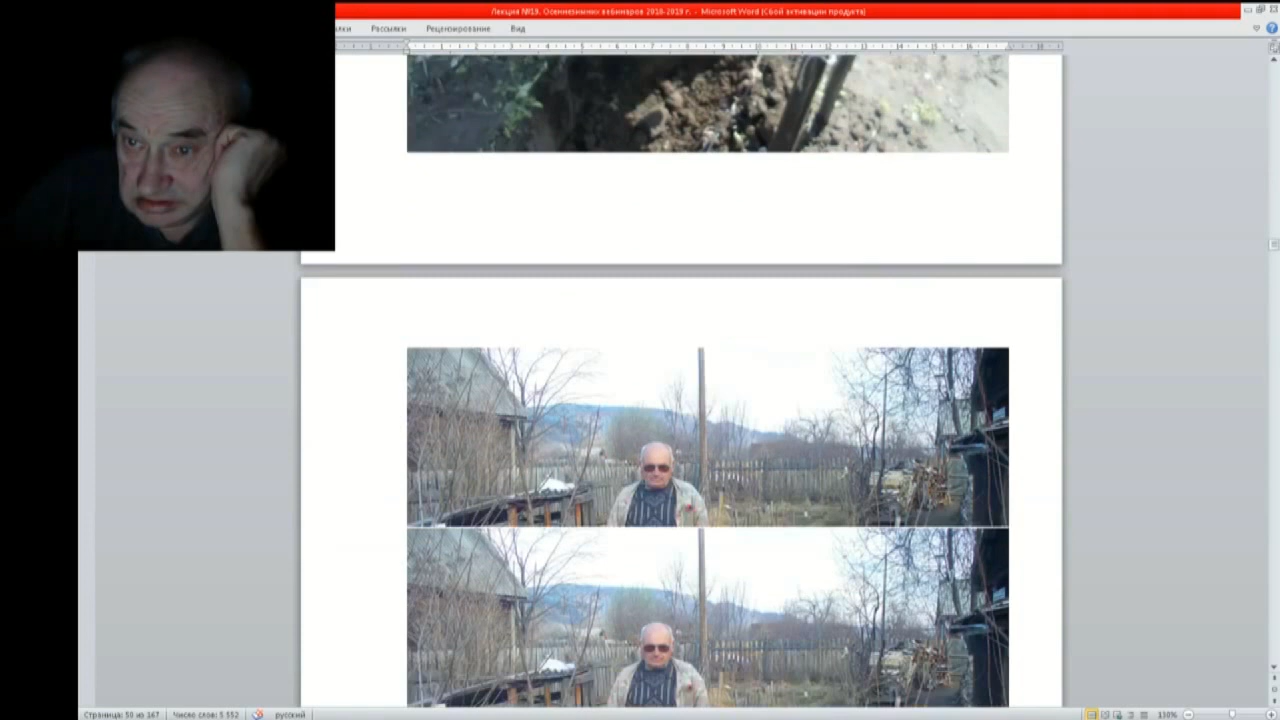 Лекция №19. Осеннезимних вебинаров 2018-2019 г. - Microsoft Word (Сбой активации продукта)
Рассылки Рецензирование Вид
Страница: 50 из 167 Число слов: 5 552 русский 130%